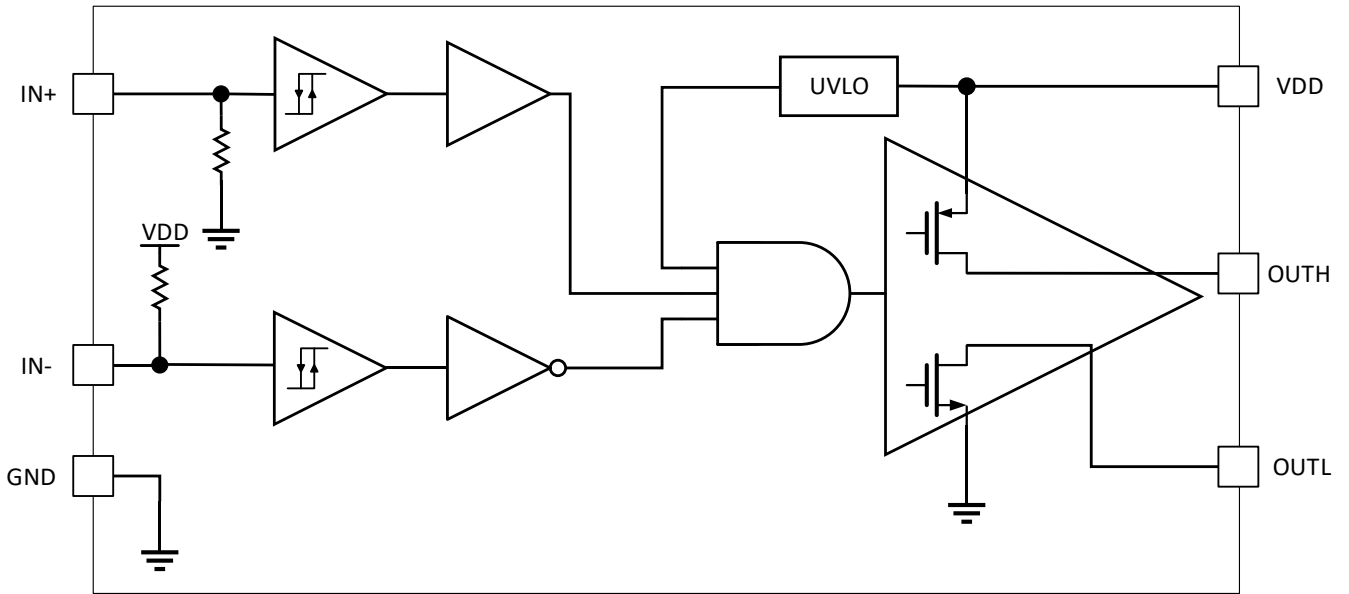 IN+
UVLO
VDD
VDD
OUTH
IN-
OUTL
GND